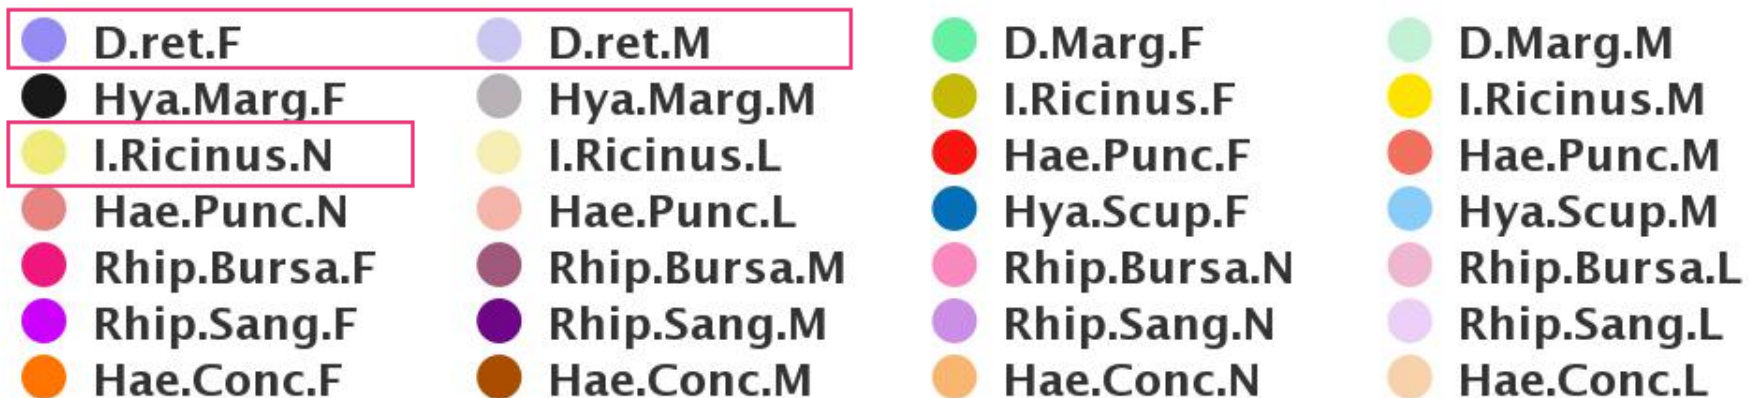 D.ret.F D.ret.M D.Marg.F D.Marg.M
Hya.Marg.F Hya.Marg.M I.Ricinus.F I.Ricinus.M
I.Ricinus.N I.Ricinus.L Hae.Punc.F Hae.Punc.M
Hae.Punc.N Hae.Punc.L Hya.Scup.F Hya.Scup.M
Rhip.Bursa.F Rhip.Bursa.M Rhip.Bursa.N Rhip.Bursa.L
Rhip.Sang.F Rhip.Sang.M Rhip.Sang.N Rhip.Sang.L
Hae.Conc.F Hae.Conc.M Hae.Conc.N Hae.Conc.L